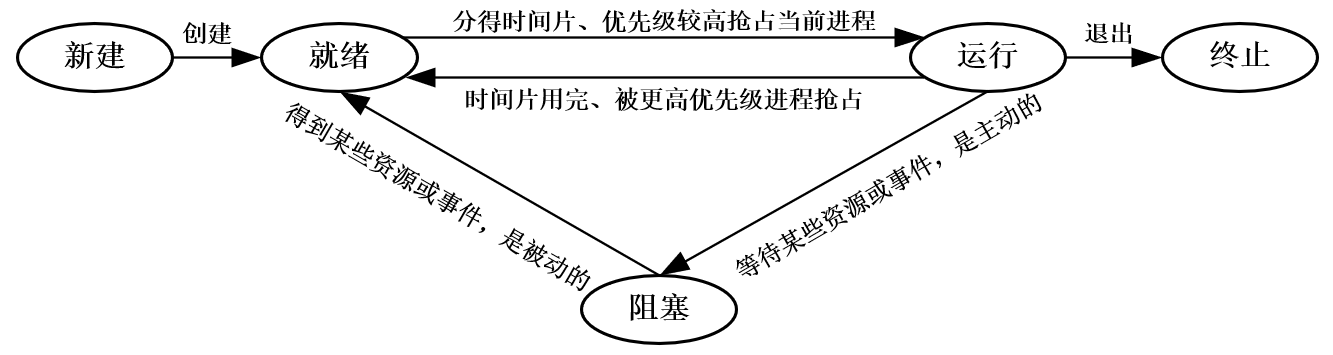 分得时间片、优先级较高抢占当前进程
创建
退出
新建
就绪
运行
终止
时间片用完、被更高优先级进程抢占
得到某些资源或事件，是被动的
等待某些资源或事件，是主动的
阻塞